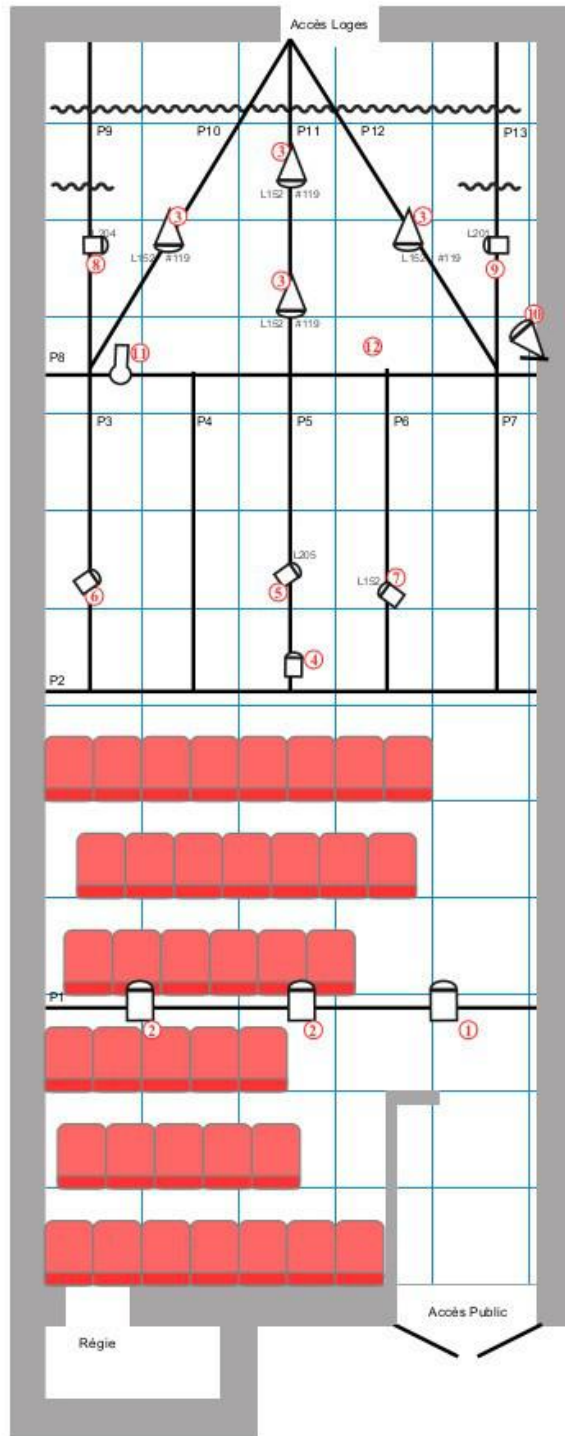 Accès Loges
P9 P10 P11 P12 P13
3
L152 #119
3 3
L204 L201
L152 #119 L152 #119
8 9
3
10
L152 #119
12
11
P8
P3 P4 P5 P6 P7
L205
L152 7
6 5
4
P2
P1
2 2 1
Accès Public
Régie